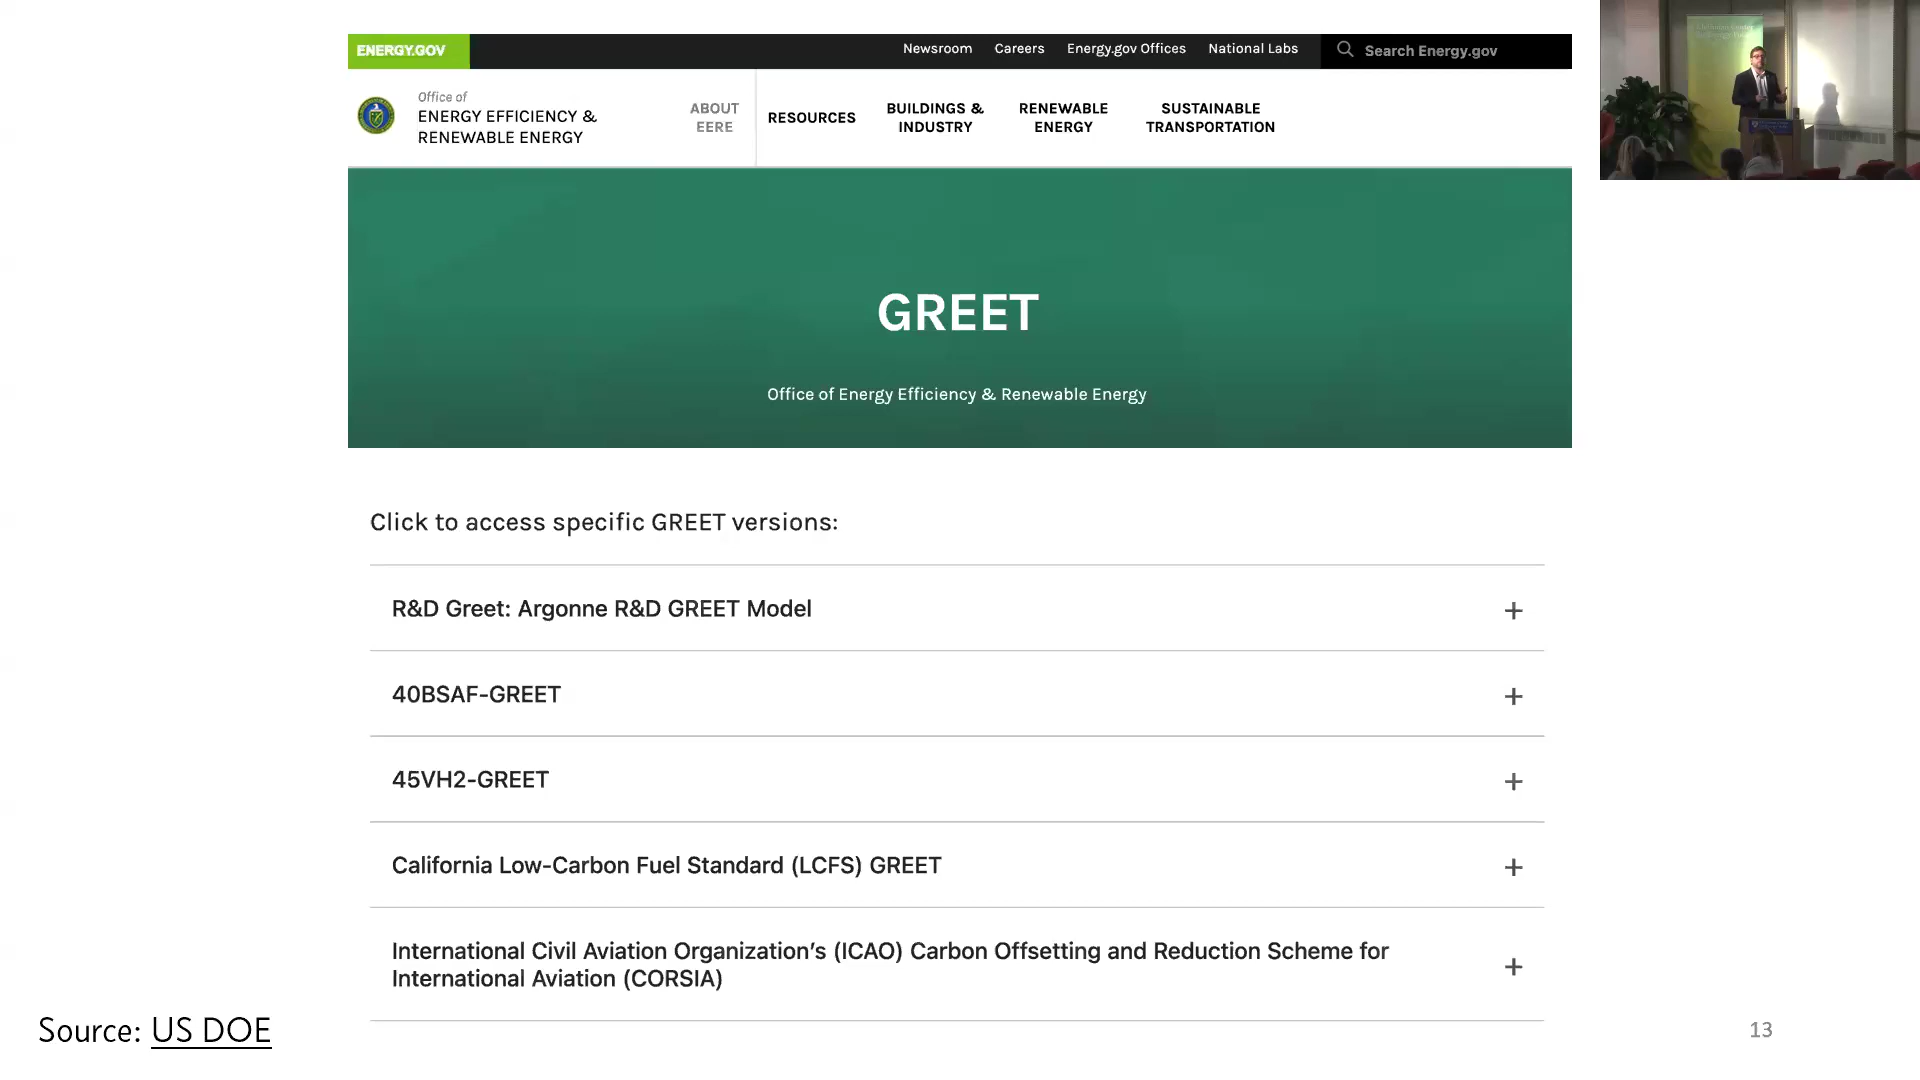 ENERGY.GOV
Newsroom Careers Energy.gov Offices National Labs Search Energy.gov
Office of
ENERGY EFFICIENCY &
RENEWABLE ENERGY
ABOUT
EERE
RESOURCES
BUILDINGS &
INDUSTRY
RENEWABLE
ENERGY
SUSTAINABLE
TRANSPORTATION
GREET
Office of Energy Efficiency & Renewable Energy
Click to access specific GREET versions:
R&D Greet: Argonne R&D GREET Model +
40BSAF-GREET +
45VH2-GREET +
California Low-Carbon Fuel Standard (LCFS) GREET +
International Civil Aviation Organization's (ICAO) Carbon Offsetting and Reduction Scheme for
International Aviation (CORSIA) +
Source: US DOE
13